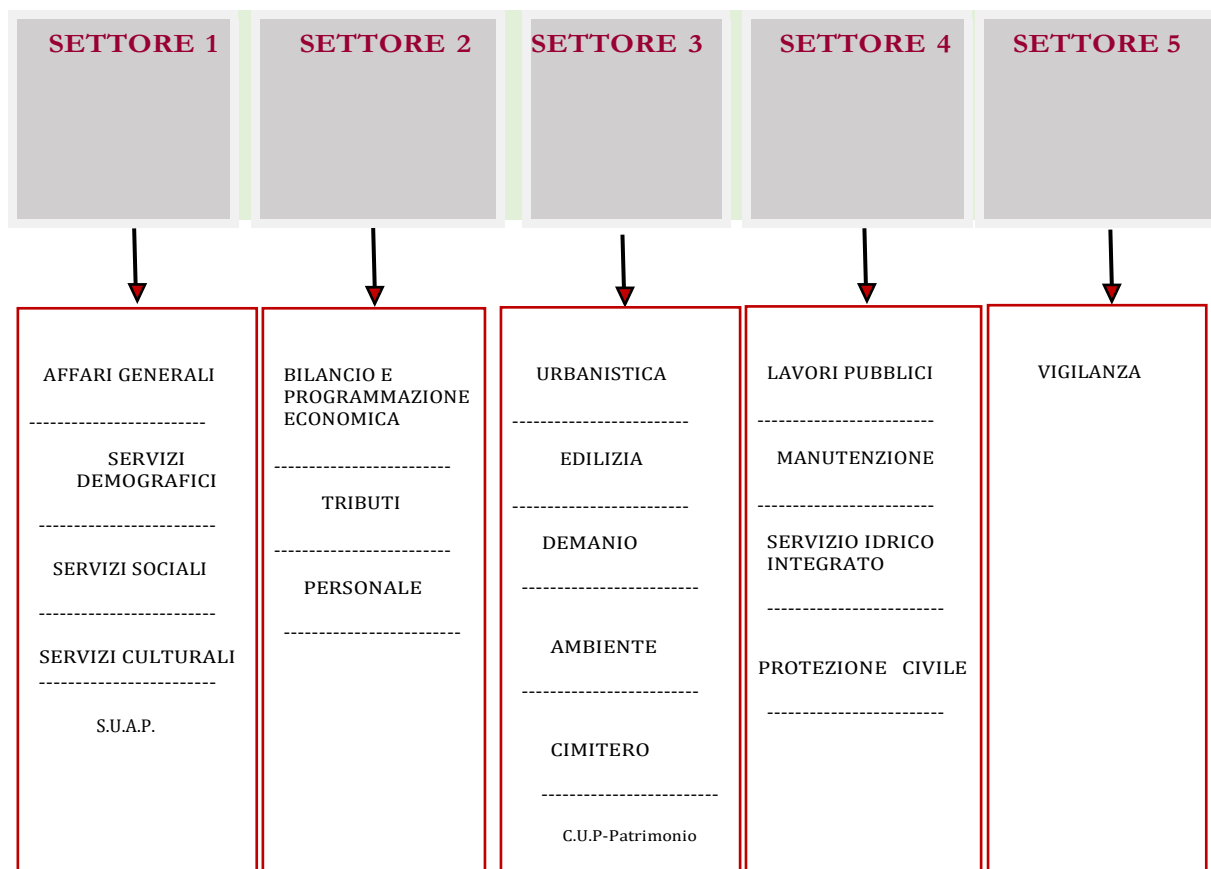 SETTORE 1
SETTORE 2
SETTORE 3
SETTORE 4
SETTORE 5
AFFARI GENERALI
-------------------------
SERVIZI
DEMOGRAFICI
-------------------------
SERVIZI SOCIALI
-------------------------
SERVIZI CULTURALI
-------------------------
S.U.A.P.
BILANCIO E
PROGRAMMAZIONE
ECONOMICA
-------------------------
TRIBUTI
-------------------------
PERSONALE
-------------------------
URBANISTICA
-------------------------
EDILIZIA
-------------------------
DEMANIO
-------------------------
AMBIENTE
-------------------------
CIMITERO
-------------------------
C.U.P-Patrimonio
LAVORI PUBBLICI
-------------------------
MANUTENZIONE
-------------------------
SERVIZIO IDRICO
INTEGRATO
-------------------------
PROTEZIONE CIVILE
-------------------------
VIGILANZA